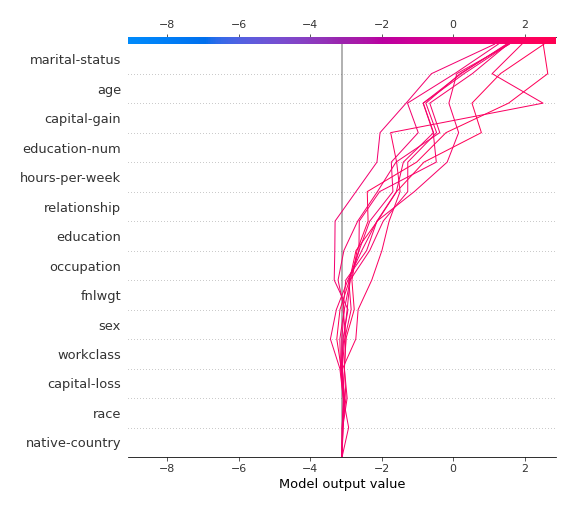 −8 −6 −4 −2 0 2
marital-status
age
capital-gain
education-num
hours-per-week
relationship
education
occupation
fnlwgt
sex
workclass
capital-loss
race
native-country
−8 −6 −4 −2 0 2
Model output value